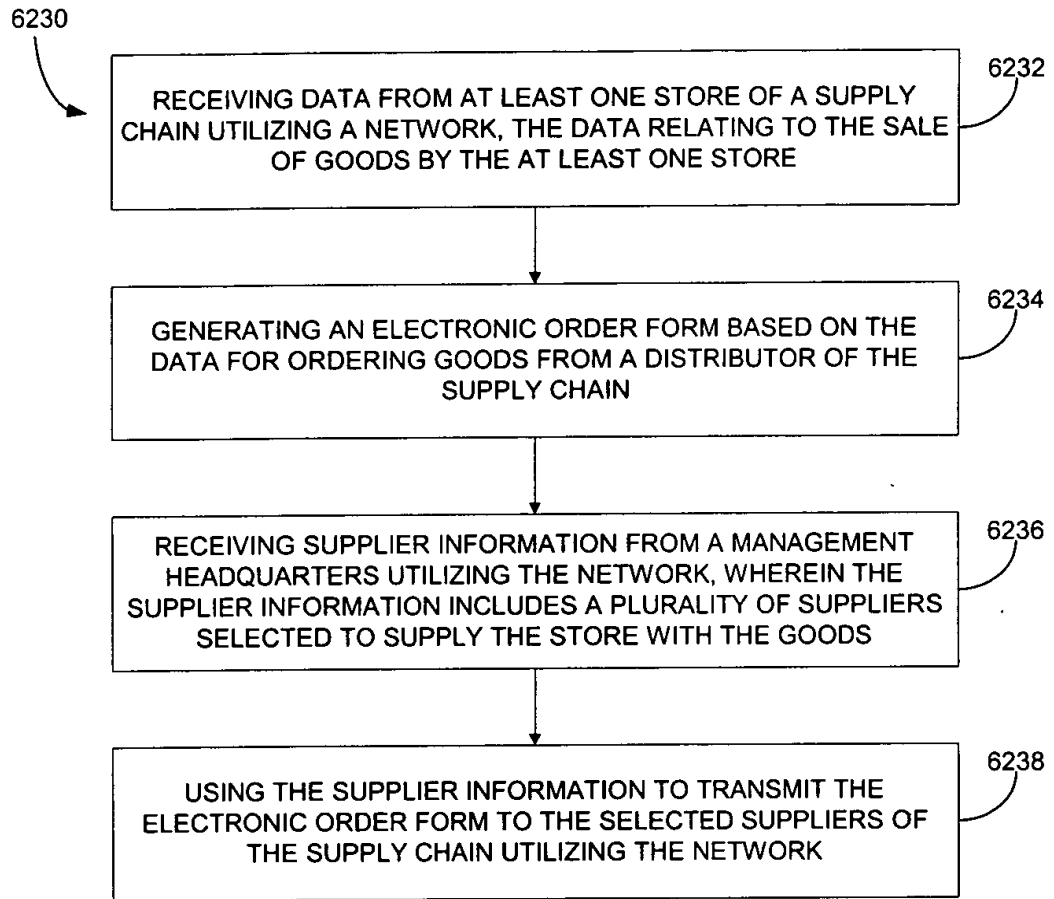 6230
6232
RECEIVING DATA FROM AT LEAST ONE STORE OF A SUPPLY
CHAIN UTILIZING A NETWORK, THE DATA RELATING TO THE SALE
OF GOODS BY THE AT LEAST ONE STORE
6234
GENERATING AN ELECTRONIC ORDER FORM BASED ON THE
DATA FOR ORDERING GOODS FROM A DISTRIBUTOR OF THE
SUPPLY CHAIN
6236
RECEIVING SUPPLIER INFORMATION FROM A MANAGEMENT
HEADQUARTERS UTILIZING THE NETWORK, WHEREIN THE
SUPPLIER INFORMATION INCLUDES A PLURALITY OF SUPPLIERS
SELECTED TO SUPPLY THE STORE WITH THE GOODS
6238
USING THE SUPPLIER INFORMATION TO TRANSMIT THE
ELECTRONIC ORDER FORM TO THE SELECTED SUPPLIERS OF
THE SUPPLY CHAIN UTILIZING THE NETWORK